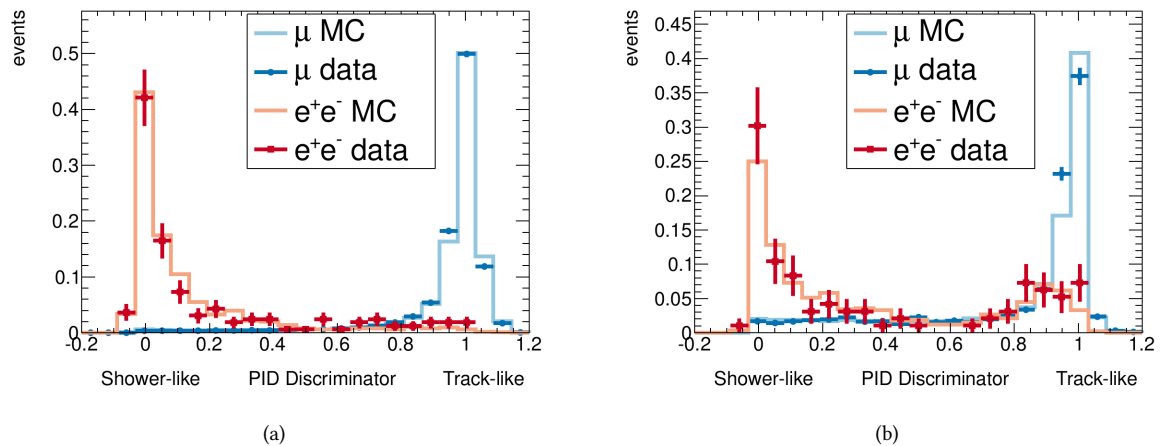 events
0.5
0.4
0.3
0.2
0.1
0
-0.2 0 0.2 0.4 0.6 0.8 1 1.2
μ MC
μ data
e⁺e⁻ MC
e⁺e⁻ data
Shower-like PID Discriminator Track-like
(a)
events
0.45
0.4
0.35
0.3
0.25
0.2
0.15
0.1
0.05
0
-0.2 0 0.2 0.4 0.6 0.8 1 1.2
μ MC
μ data
e⁺e⁻ MC
e⁺e⁻ data
Shower-like PID Discriminator Track-like
(b)